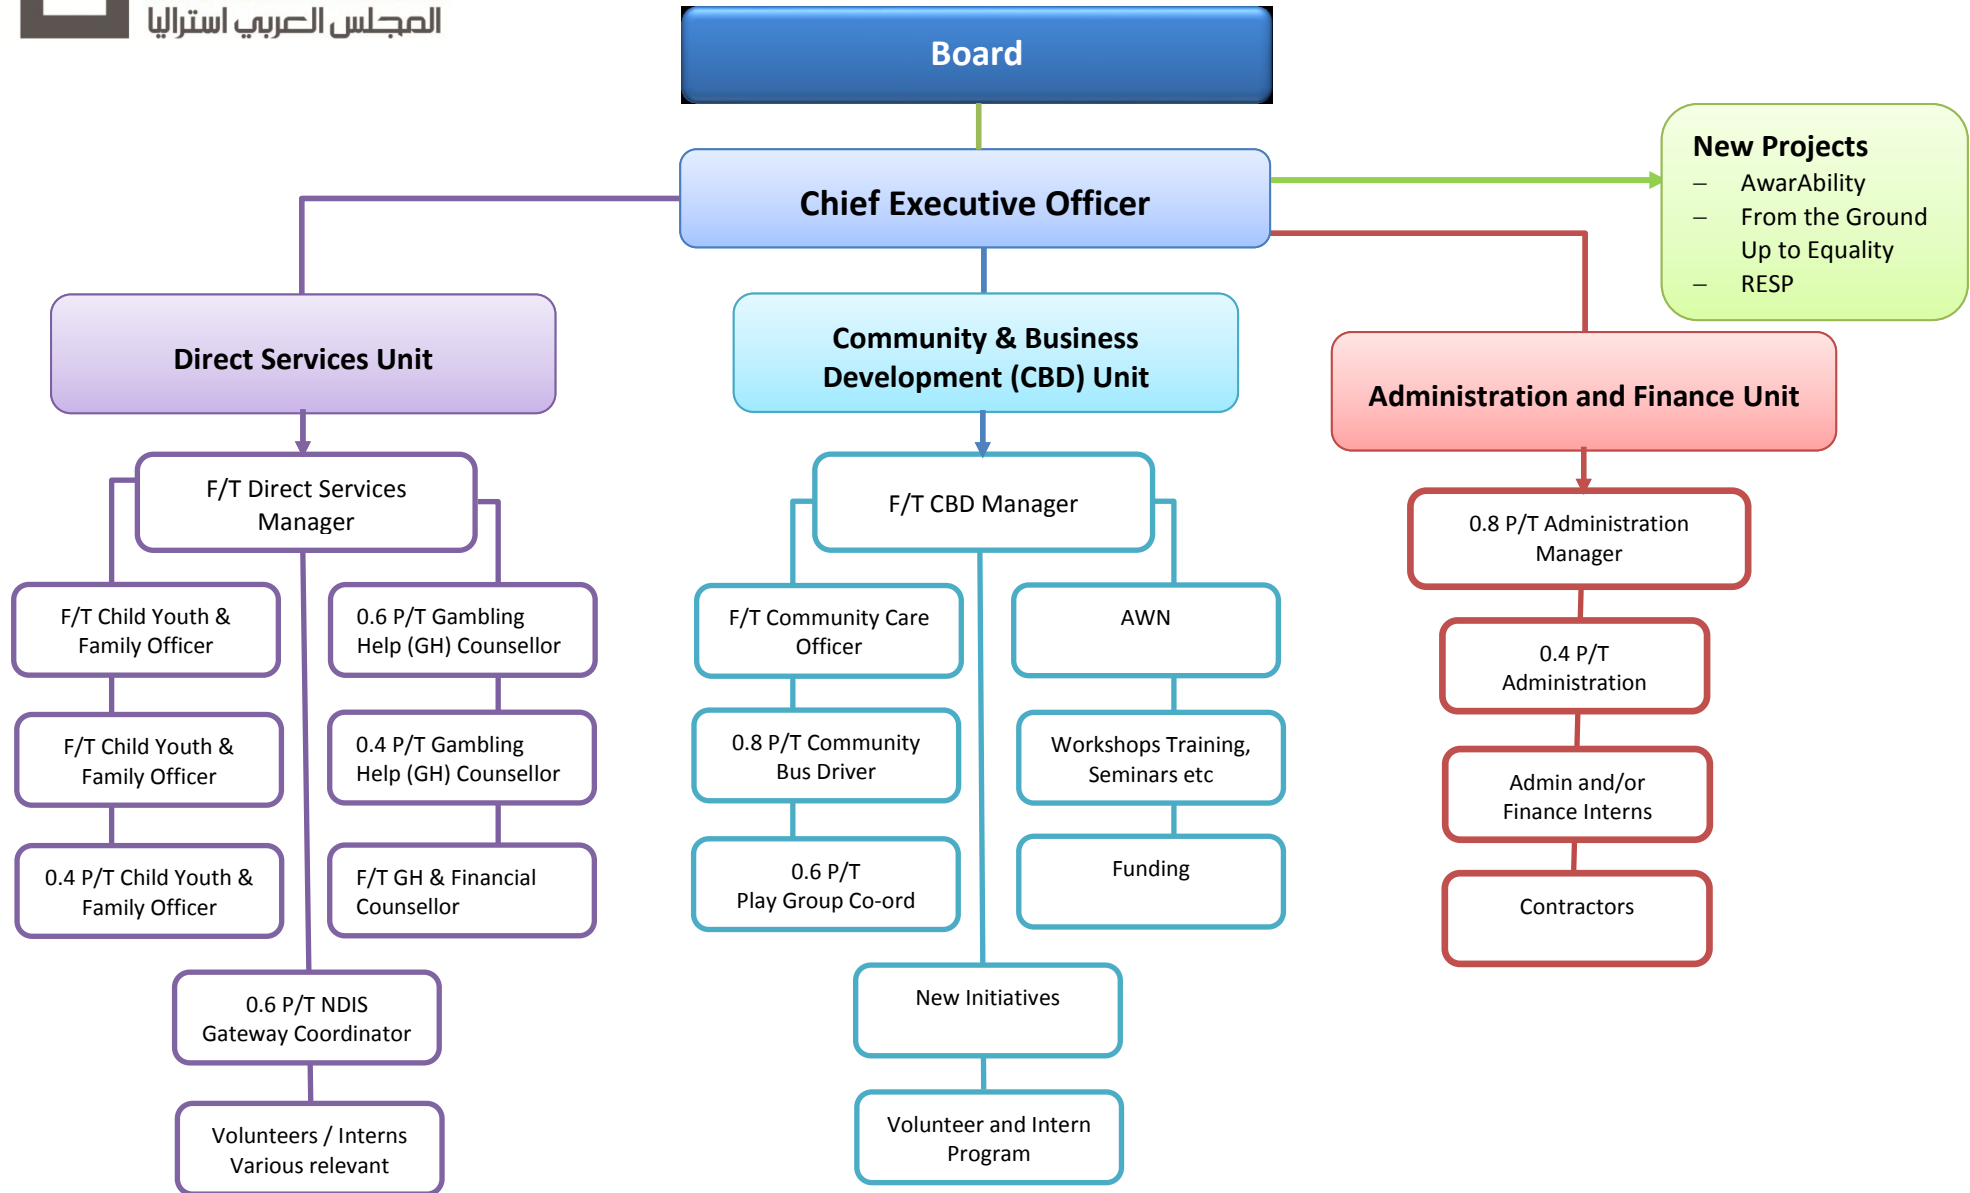 المجلس العربي استراليا
Board
Chief Executive Officer
New Projects
– AwarAbility
– From the Ground
Up to Equality
– RESP
Direct Services Unit
F/T Direct Services
Manager
F/T Child Youth &
Family Officer
F/T Child Youth &
Family Officer
0.4 P/T Child Youth &
Family Officer
0.6 P/T Gambling
Help (GH) Counsellor
0.4 P/T Gambling
Help (GH) Counsellor
F/T GH & Financial
Counsellor
0.6 P/T NDIS
Gateway Coordinator
Volunteers / Interns
Various relevant
Community & Business
Development (CBD) Unit
F/T CBD Manager
F/T Community Care
Officer
0.8 P/T Community
Bus Driver
0.6 P/T
Play Group Co-ord
AWN
Workshops Training,
Seminars etc
Funding
New Initiatives
Volunteer and Intern
Program
Administration and Finance Unit
0.8 P/T Administration
Manager
0.4 P/T
Administration
Admin and/or
Finance Interns
Contractors